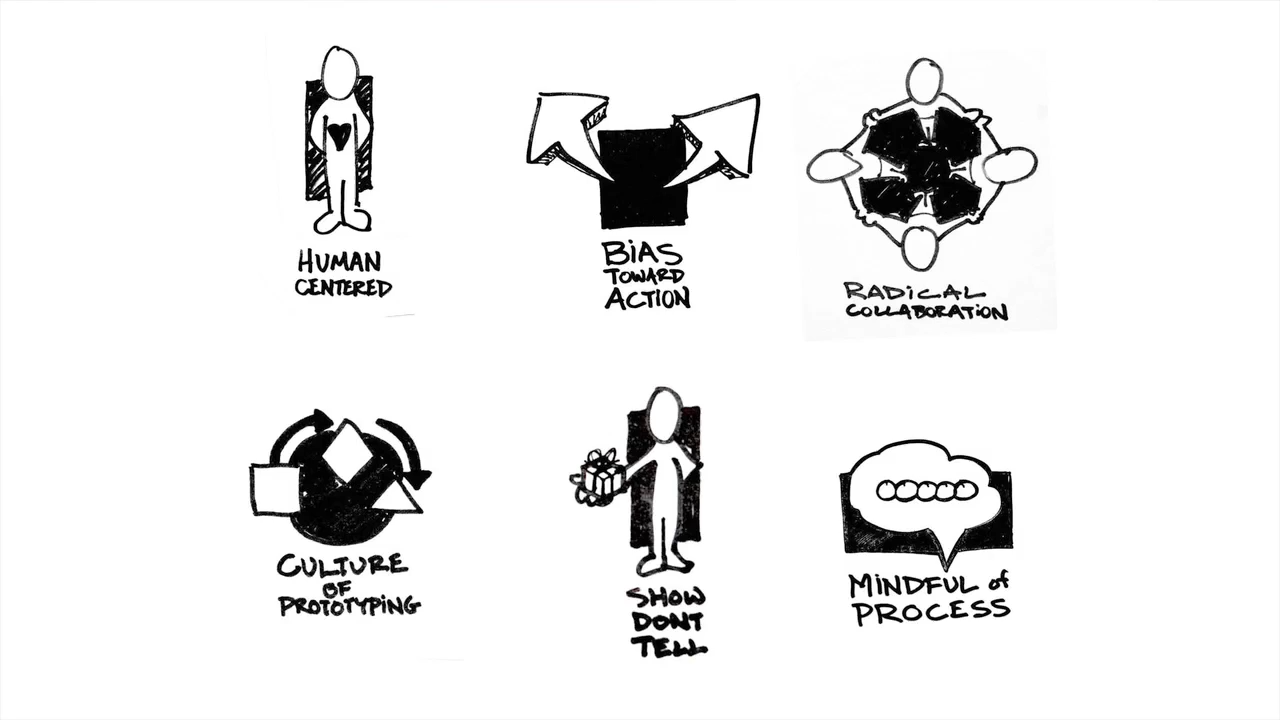 HUMAN
CENTERED
BiAS
TOWARD
ACTION
RADiCAL
COLLABORATiON
CULTURE
OF
PROTOTYPiNG
SHOW
DONT
TELL
MiNDFUL of
PROCESS